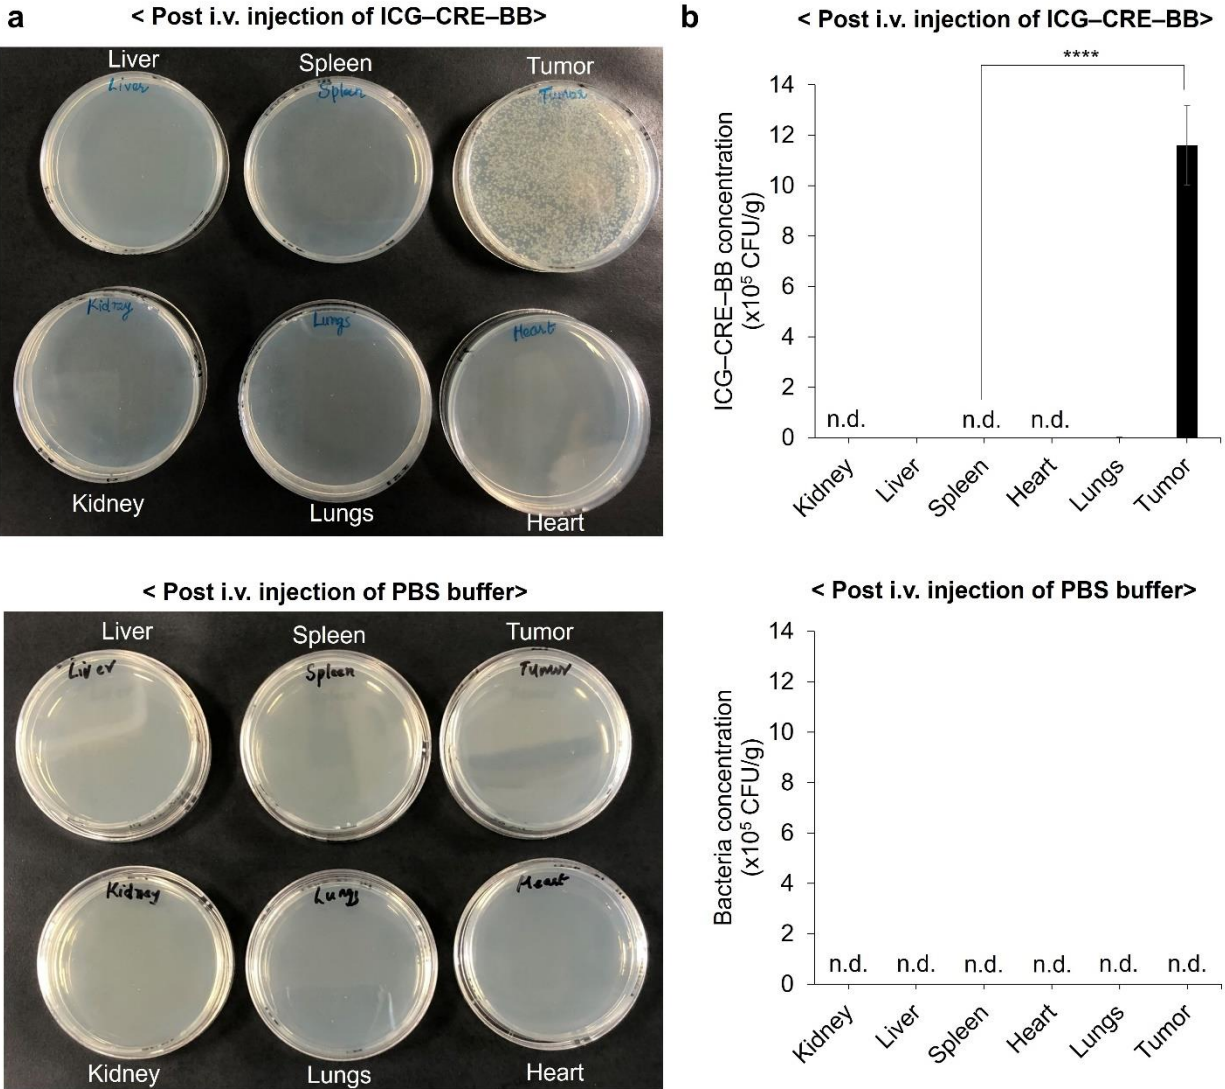 a
< Post i.v. injection of ICG–CRE–BB>
Liver
Spleen
Tumor
Liver
Spleen
Tumor
Kidney
Lungs
Heart
Kidney
Lungs
Heart
b
< Post i.v. injection of ICG–CRE–BB>
****
ICG–CRE–BB concentration
(x10⁵ CFU/g)
14
12
10
8
6
4
2
0
n.d.
n.d.
n.d.
Kidney
Liver
Spleen
Heart
Lungs
Tumor
< Post i.v. injection of PBS buffer>
Liver
Spleen
Tumor
Liver
Spleen
Tumor
Kidney
Lungs
Heart
Kidney
Lungs
Heart
< Post i.v. injection of PBS buffer>
Bacteria concentration
(x10⁵ CFU/g)
14
12
10
8
6
4
2
0
n.d.
n.d.
n.d.
n.d.
n.d.
n.d.
Kidney
Liver
Spleen
Heart
Lungs
Tumor